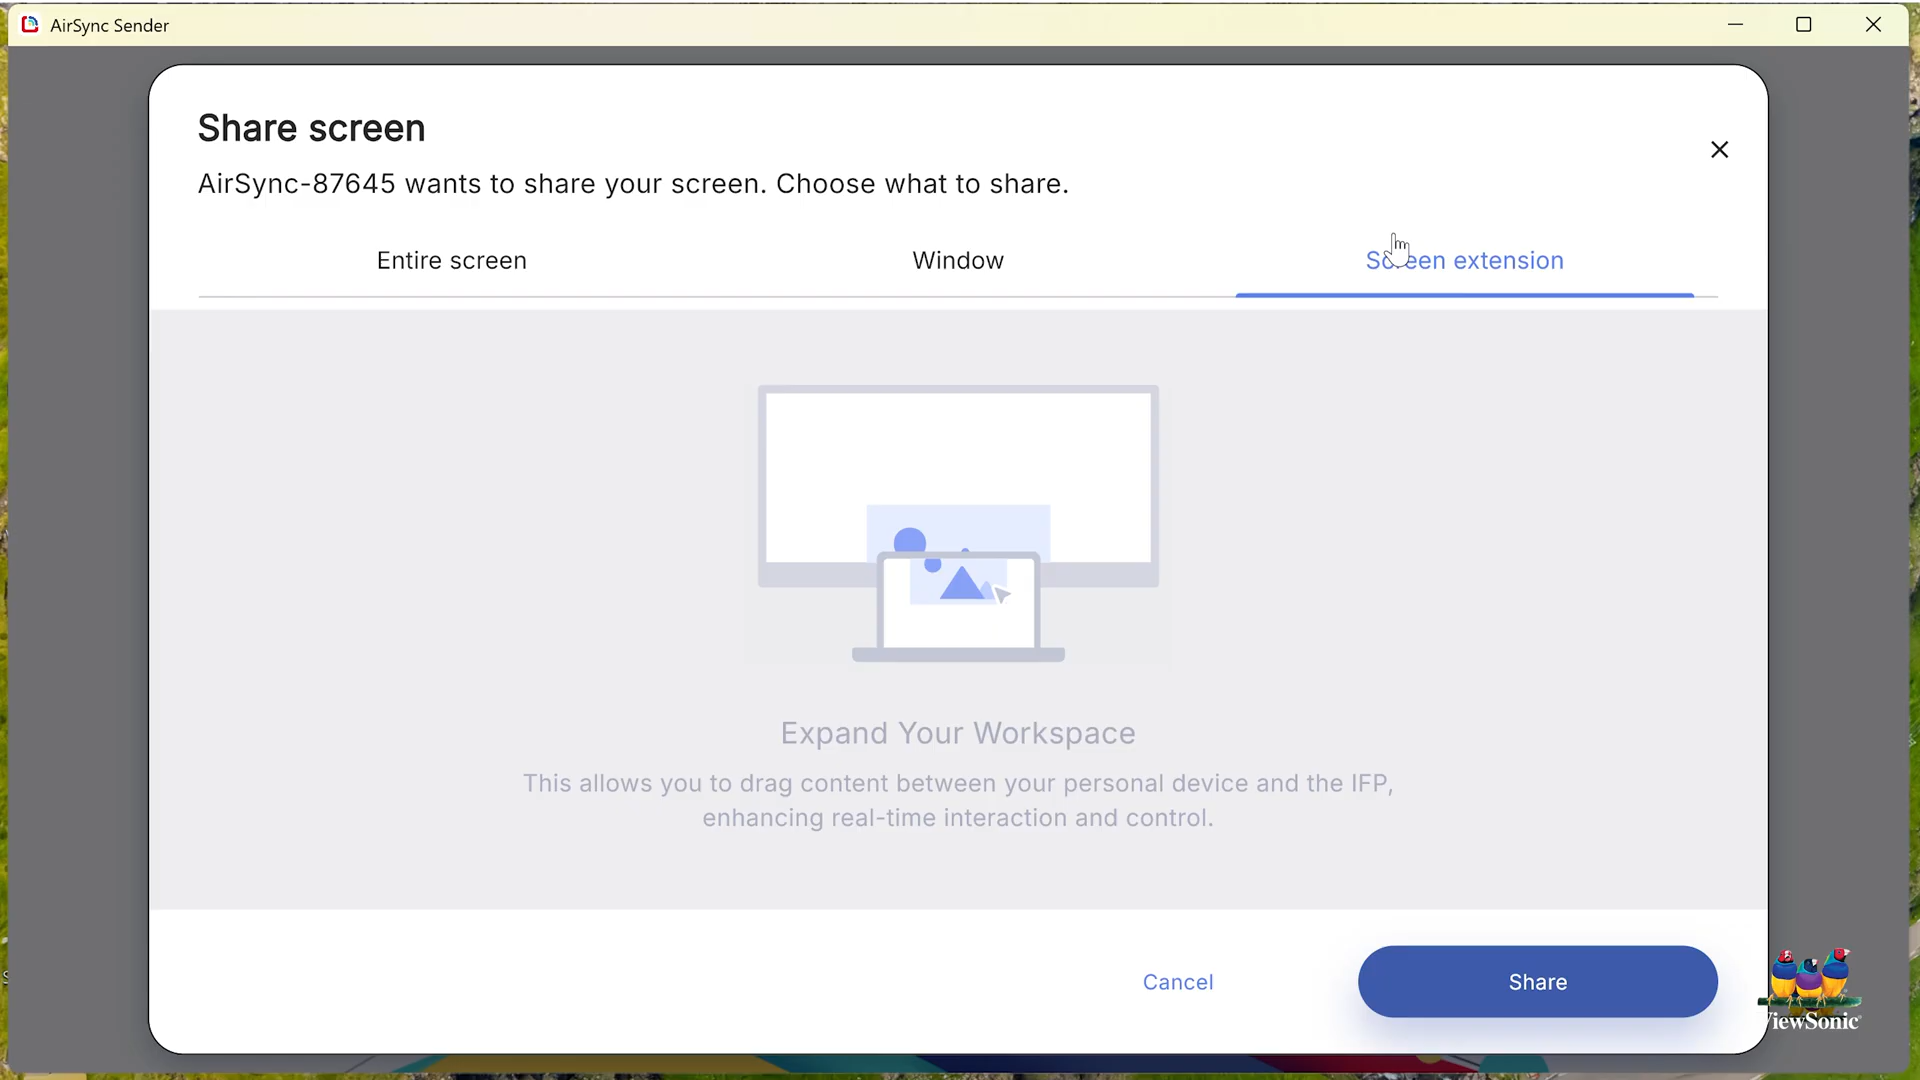 AirSync Sender
Share screen
AirSync-87645 wants to share your screen. Choose what to share.
Entire screen
Window
Screen extension
Expand Your Workspace
This allows you to drag content between your personal device and the IFP,
enhancing real-time interaction and control.
Cancel
Share
ViewSonic